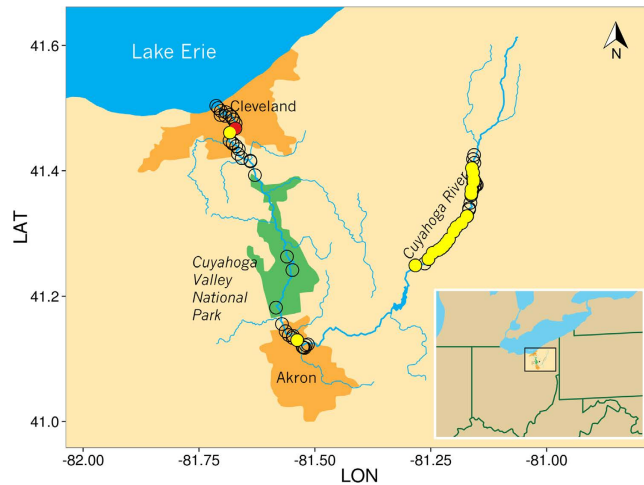 41.6
Lake Erie
N
Cleveland
41.4
LAT
Cuyahoga River
Cuyahoga
Valley
National
Park
41.2
Akron
41.0
-82.00
-81.75
-81.50
-81.25
-81.00
LON